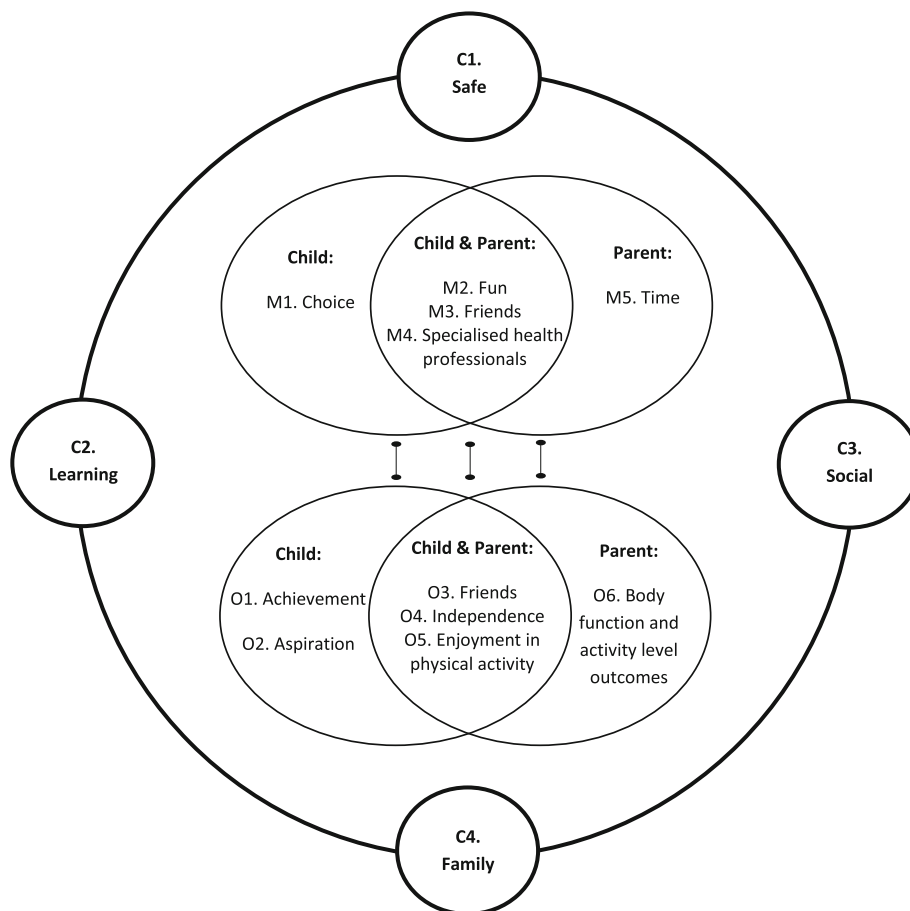 C1.
Safe
Child:
M1. Choice
Child & Parent:
M2. Fun
M3. Friends
M4. Specialised health
professionals
Parent:
M5. Time
C2.
Learning
C3.
Social
Child:
O1. Achievement
O2. Aspiration
Child & Parent:
O3. Friends
O4. Independence
O5. Enjoyment in
physical activity
Parent:
O6. Body
function and
activity level
outcomes
C4.
Family